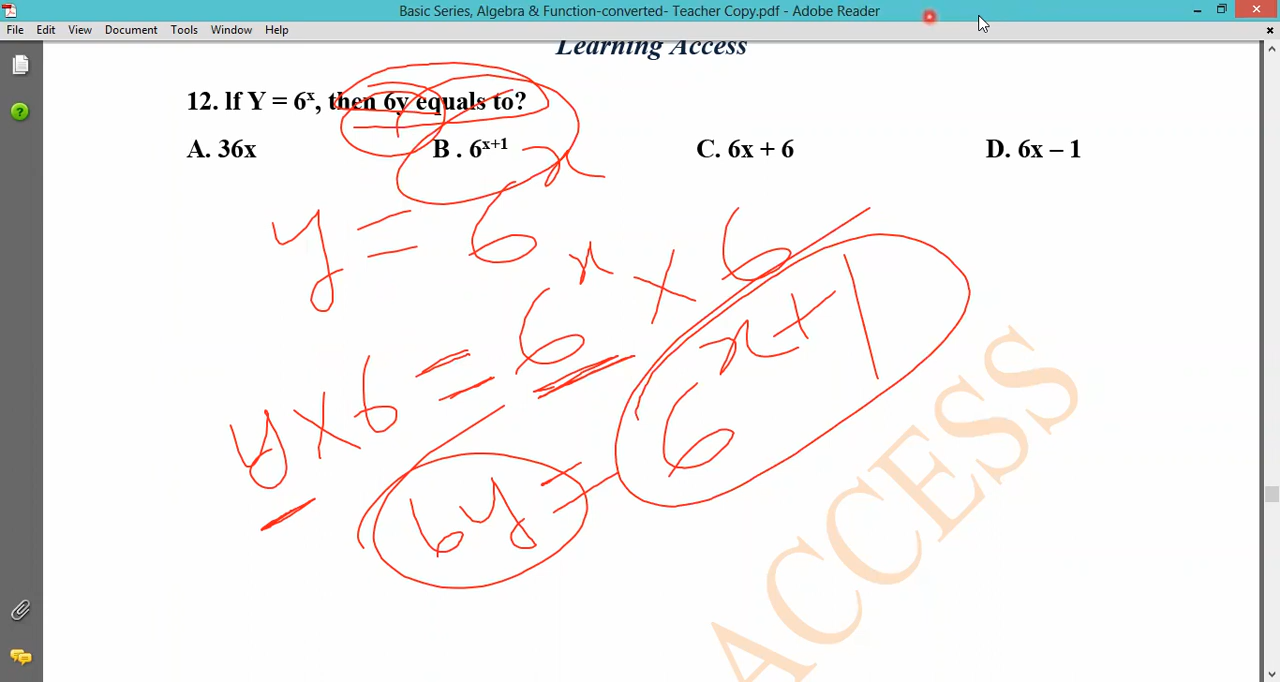 Basic Series, Algebra & Function-converted- Teacher Copy.pdf - Adobe Reader
File Edit View Document Tools Window Help
Learning Access
12. If Y = 6ˣ, then 6y equals to?
A. 36x B . 6ˣ⁺¹ C. 6x + 6 D. 6x – 1
y = 6ˣ
y × 6 = 6ˣ × 6
6y = 6ˣ⁺¹
ACCESS